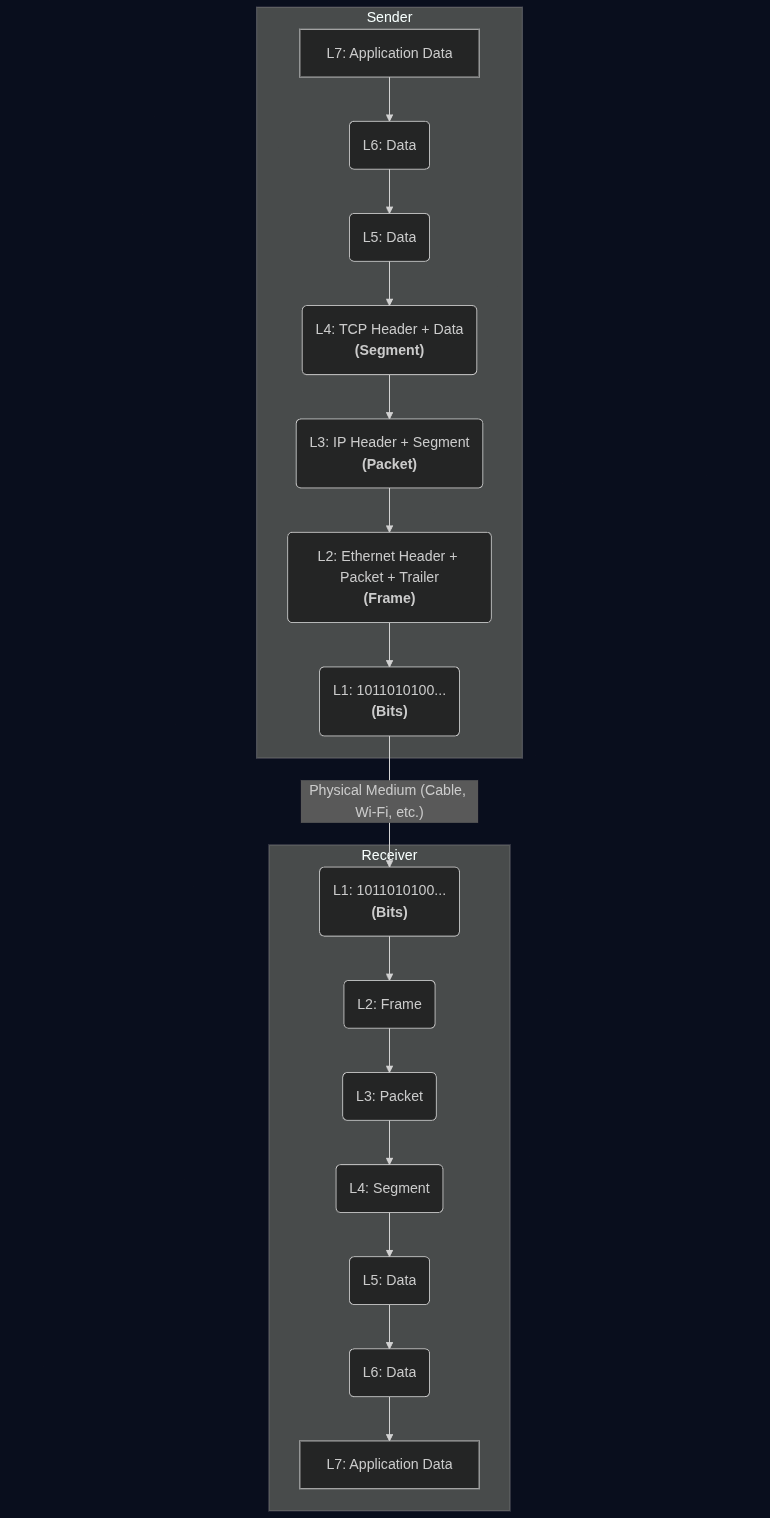 Sender
L7: Application Data
L6: Data
L5: Data
L4: TCP Header + Data
(Segment)
L3: IP Header + Segment
(Packet)
L2: Ethernet Header +
Packet + Trailer
(Frame)
L1: 1011010100...
(Bits)
Physical Medium (Cable,
Wi-Fi, etc.)
Receiver
L1: 1011010100...
(Bits)
L2: Frame
L3: Packet
L4: Segment
L5: Data
L6: Data
L7: Application Data